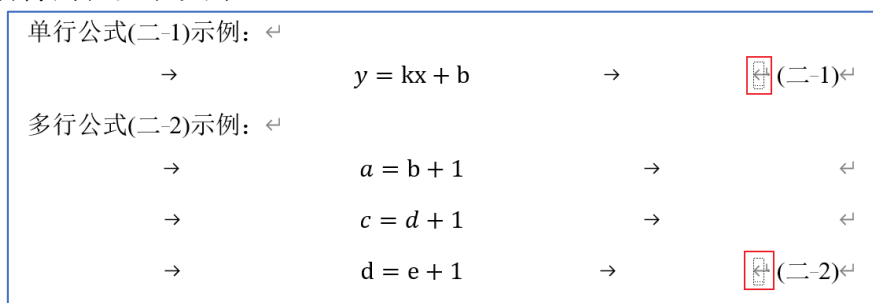 单行公式(二-1)示例：↵
→ y = kx + b → ↵ (二-1)↵
多行公式(二-2)示例：↵
→ a = b + 1 → ↵
→ c = d + 1 → ↵
→ d = e + 1 → ↵ (二-2)↵